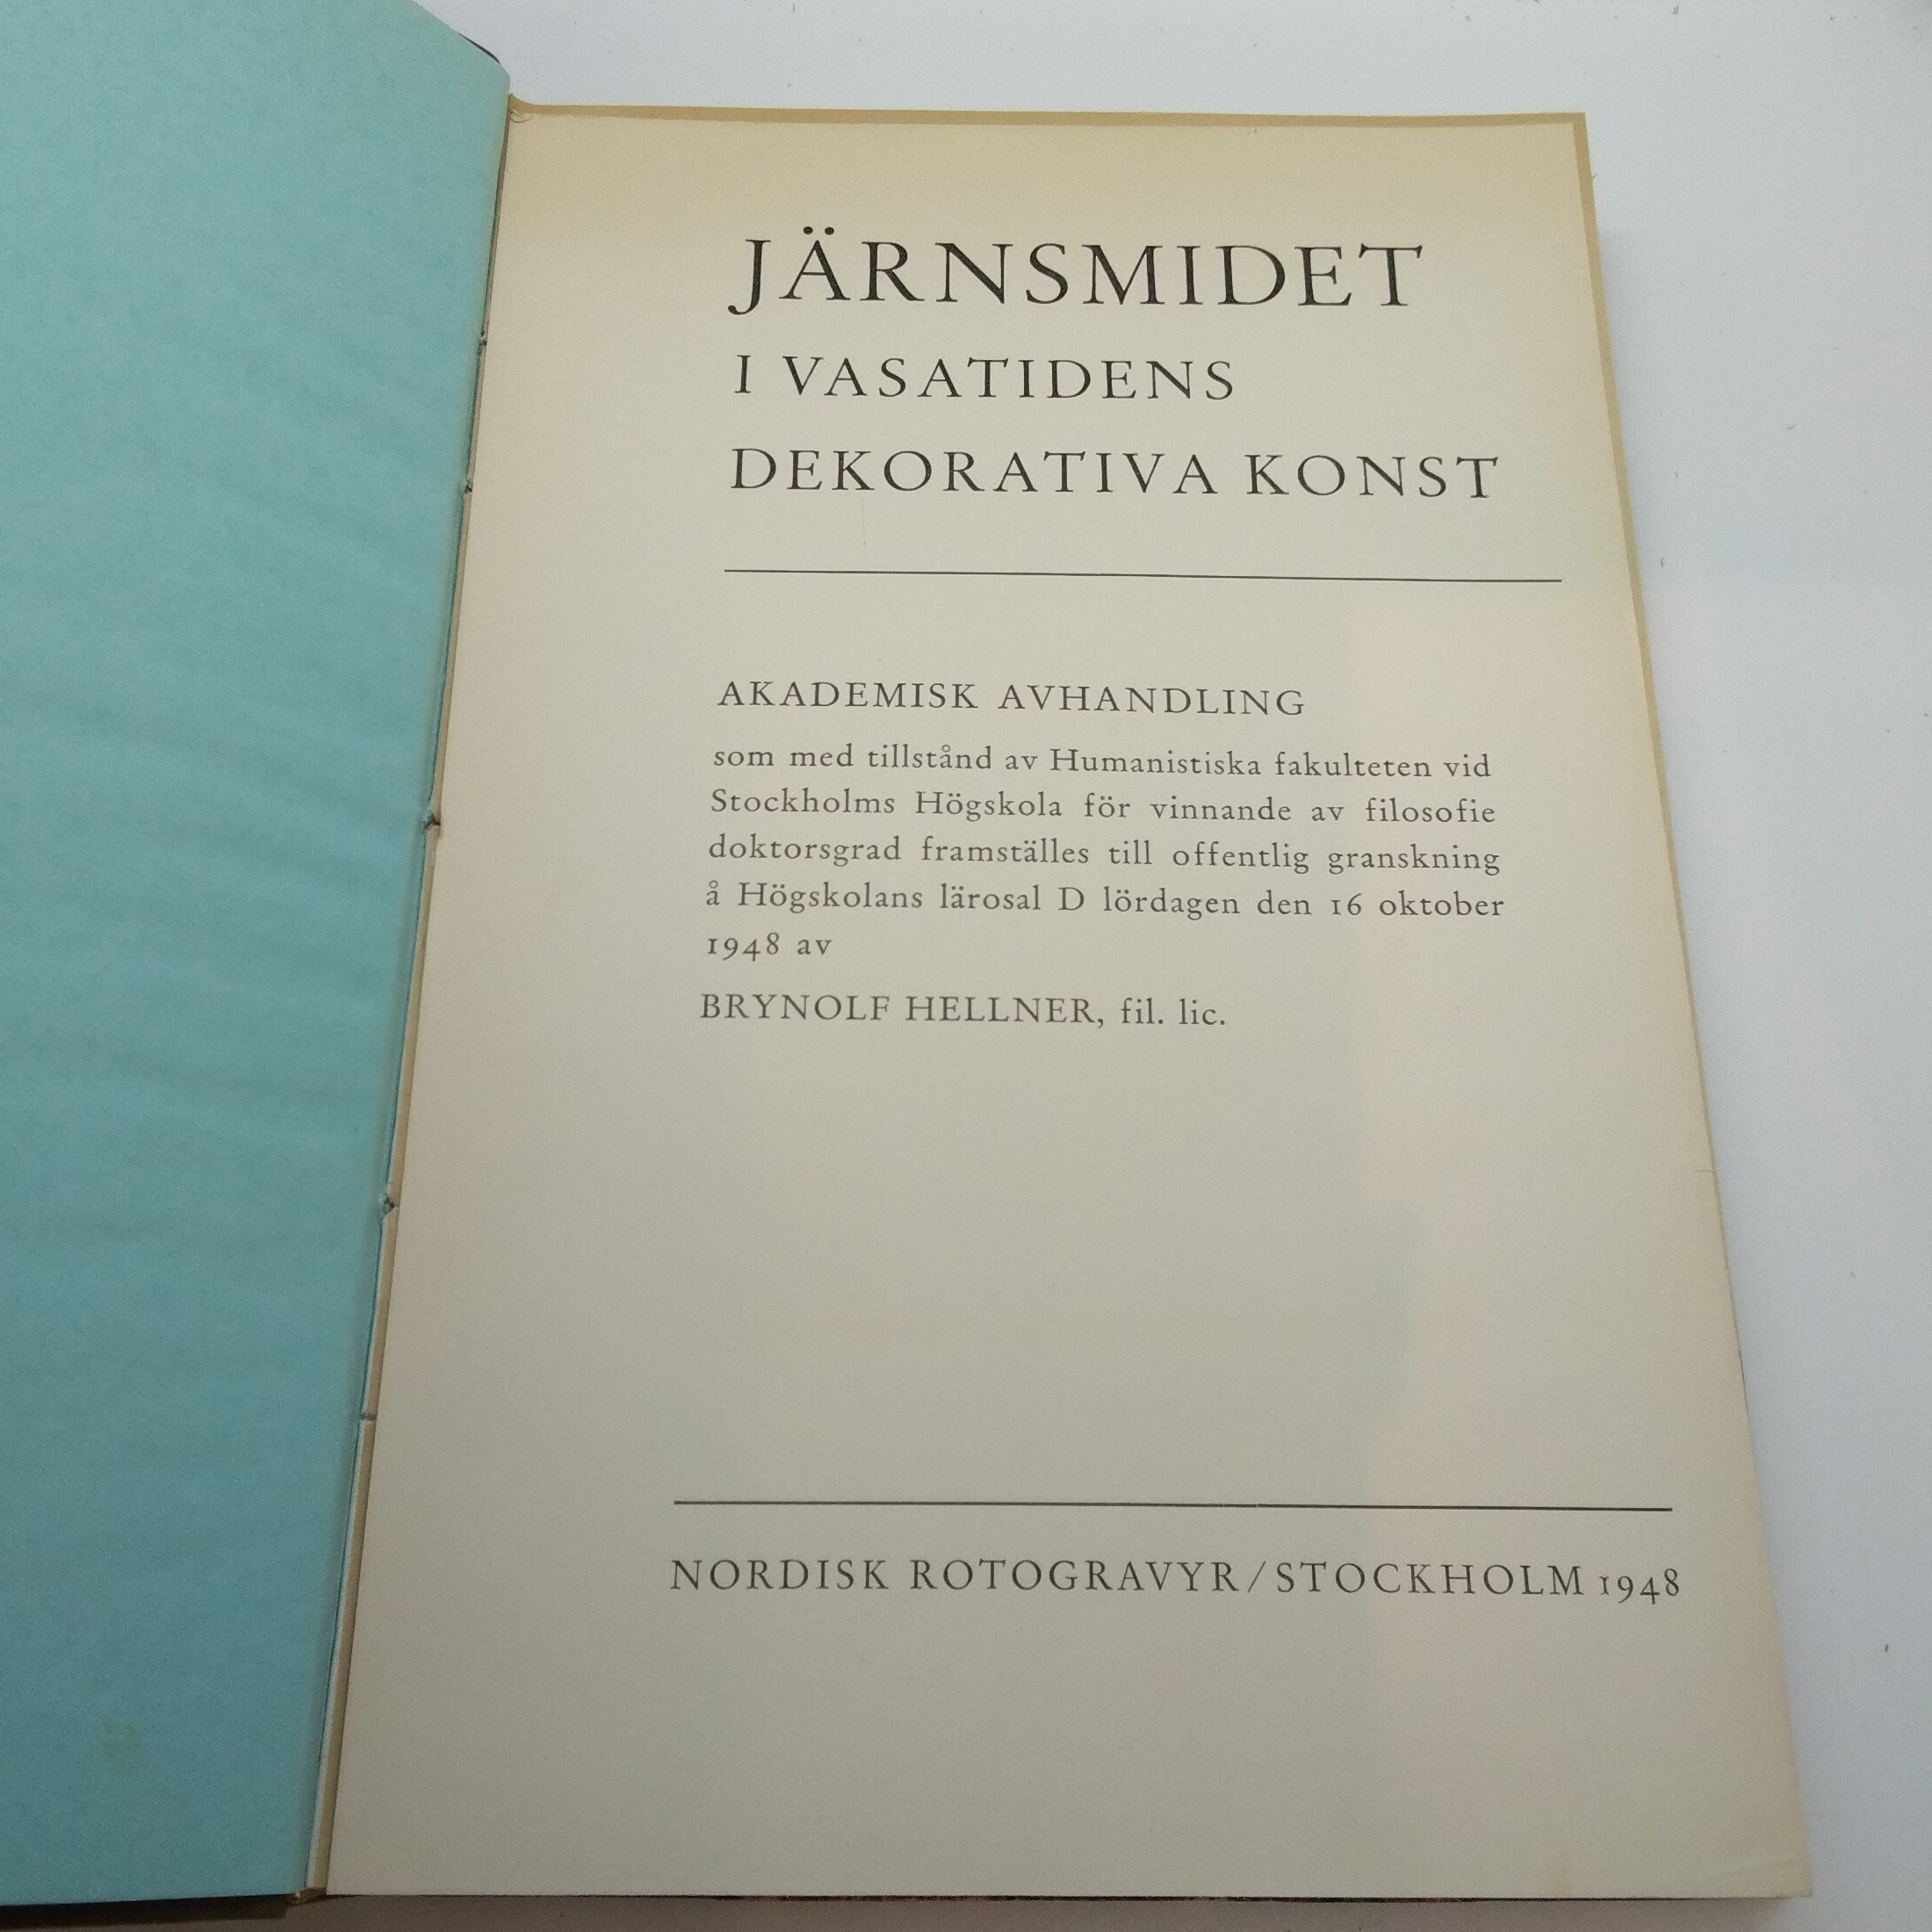 JÄRNSMIDET
I VASATIDENS
DEKORATIVA KONST
AKADEMISK AVHANDLING
som med tillstånd av Humanistiska fakulteten vid
Stockholms Högskola för vinnande av filosofie
doktorsgrad framställes till offentlig granskning
å Högskolans lärosal D lördagen den 16 oktober
1948 av
BRYNOLF HELLNER, fil. lic.
NORDISK ROTOGRAVYR/STOCKHOLM 1948